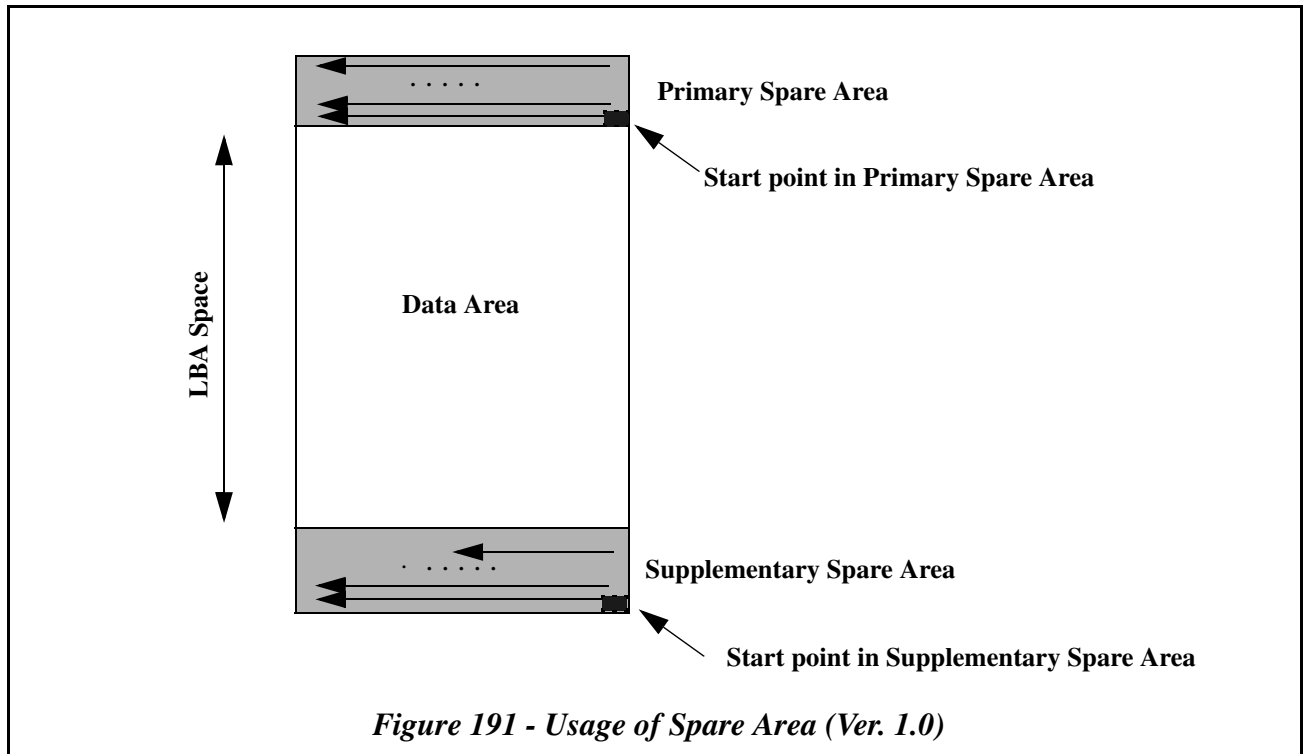 Primary Spare Area
Start point in Primary Spare Area
LBA Space
Data Area
Supplementary Spare Area
Start point in Supplementary Spare Area
Figure 191 - Usage of Spare Area (Ver. 1.0)